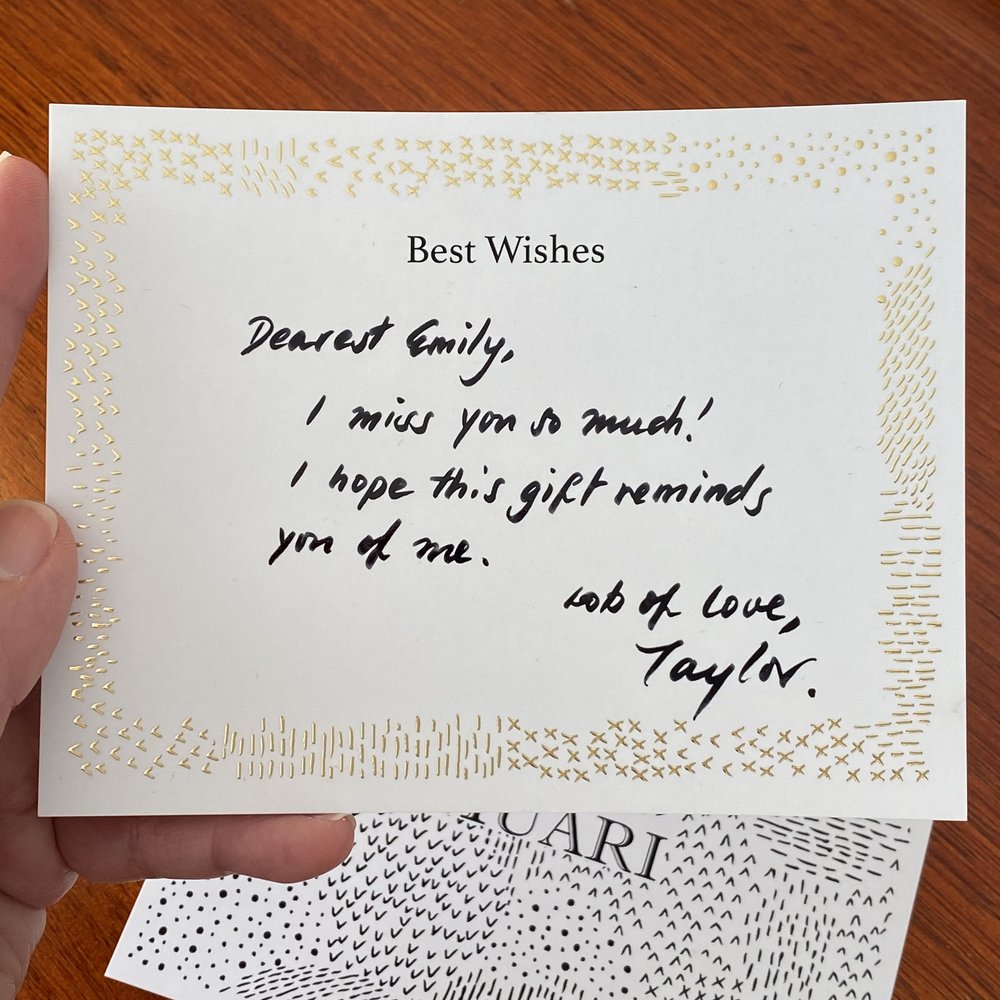 Best Wishes
Dearest Emily,
I miss you so much!
I hope this gift reminds
you of me.
Lots of love,
Taylor.
TUARI